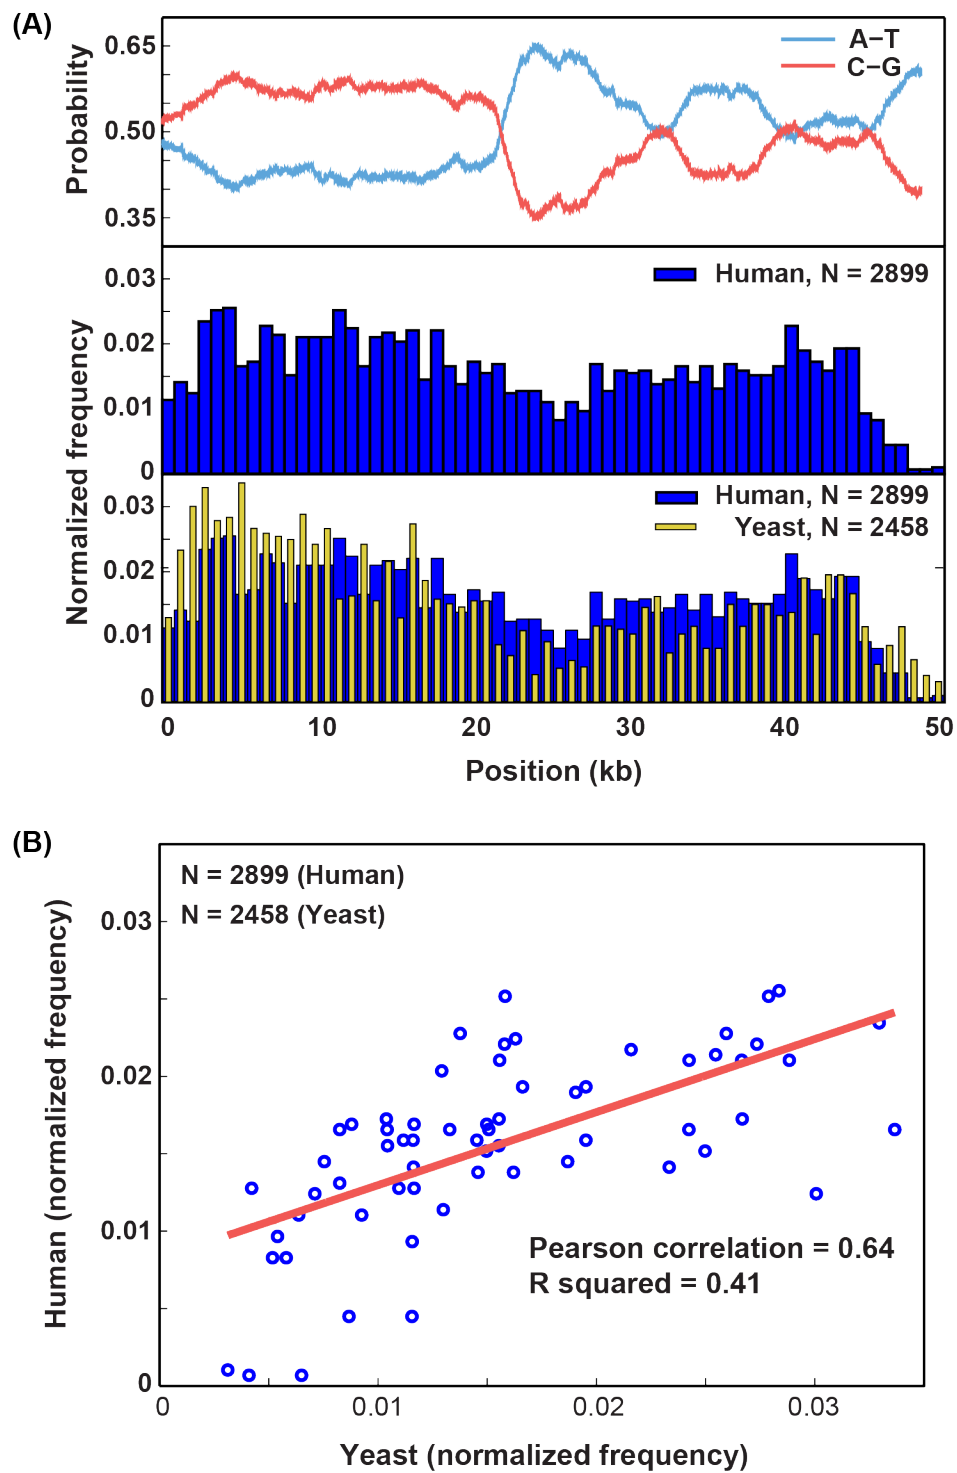 (A)
Probability
0.65
0.50
0.35
A–T
C–G
Normalized frequency
0.03
0.02
0.01
0
Human, N = 2899
0.03
0.02
0.01
0
Human, N = 2899
Yeast, N = 2458
0 10 20 30 40 50
Position (kb)
(B)
N = 2899 (Human)
N = 2458 (Yeast)
Human (normalized frequency)
0.03
0.02
0.01
0
Pearson correlation = 0.64
R squared = 0.41
0 0.01 0.02 0.03
Yeast (normalized frequency)